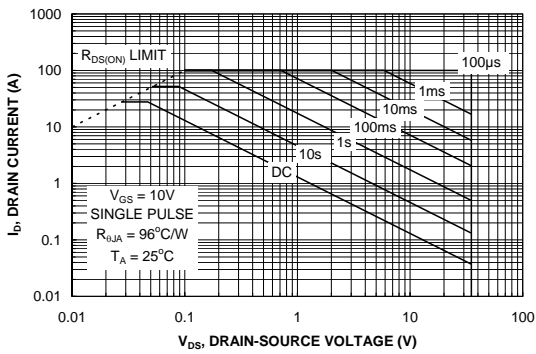 1000
100
10
1
0.1
0.01
I_D, DRAIN CURRENT (A)
R_DS(ON) LIMIT
100µs
1ms
10ms
100ms
1s
10s
DC
V_GS = 10V
SINGLE PULSE
R_θJA = 96°C/W
T_A = 25°C
0.01
0.1
1
10
100
V_DS, DRAIN-SOURCE VOLTAGE (V)